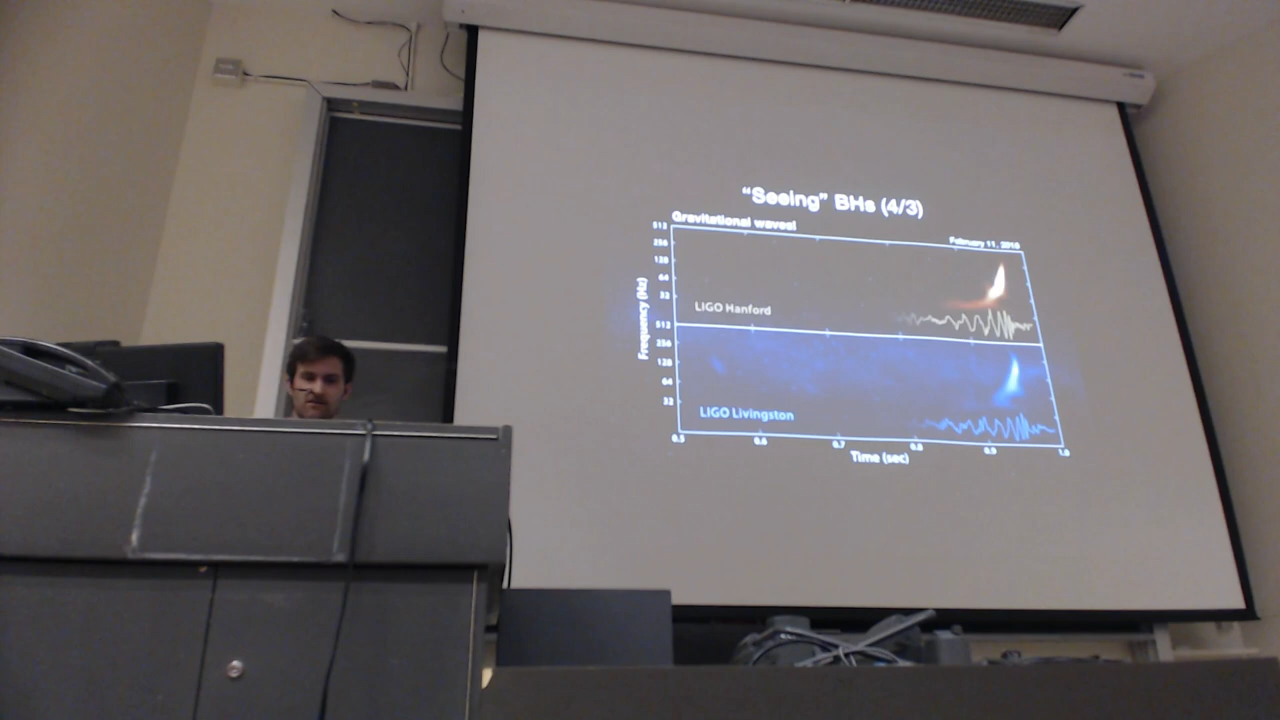 “Seeing” BHs (4/3)
Gravitational waves!
February 11, 2016
512
256
128
64
32
LIGO Hanford
Frequency (Hz)
512
256
128
64
32
LIGO Livingston
0.5 0.6 0.7 0.8 0.9 1.0
Time (sec)